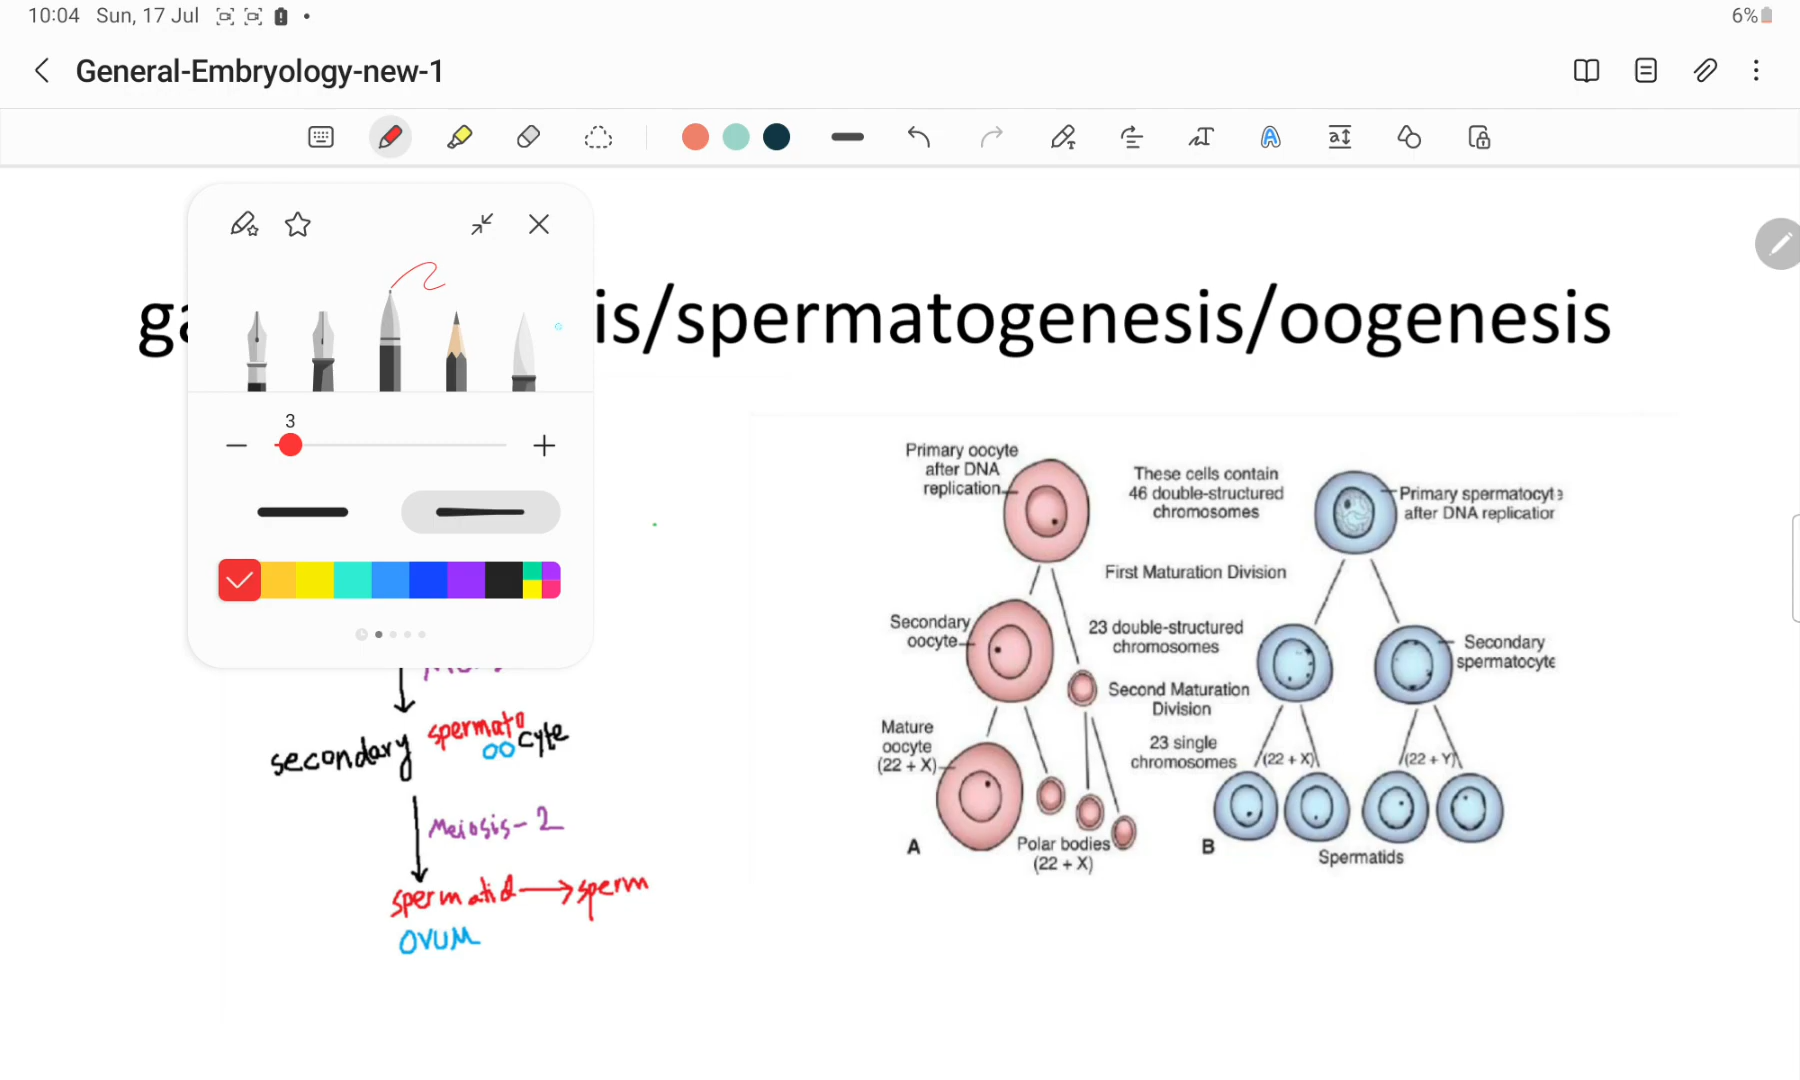 10:04 Sun, 17 Jul
6%
General-Embryology-new-1
is/spermatogenesis/oogenesis
3
secondary spermatocyte
oo
Meiosis-2
spermatid → sperm
OVUM
Primary oocyte
after DNA
replication
These cells contain
46 double-structured
chromosomes
Primary spermatocyte
after DNA replication
First Maturation Division
Secondary
oocyte
23 double-structured
chromosomes
Secondary
spermatocyte
Second Maturation
Division
Mature
oocyte
(22 + X)
23 single
chromosomes
(22 + X)
(22 + Y)
A
Polar bodies
(22 + X)
B
Spermatids